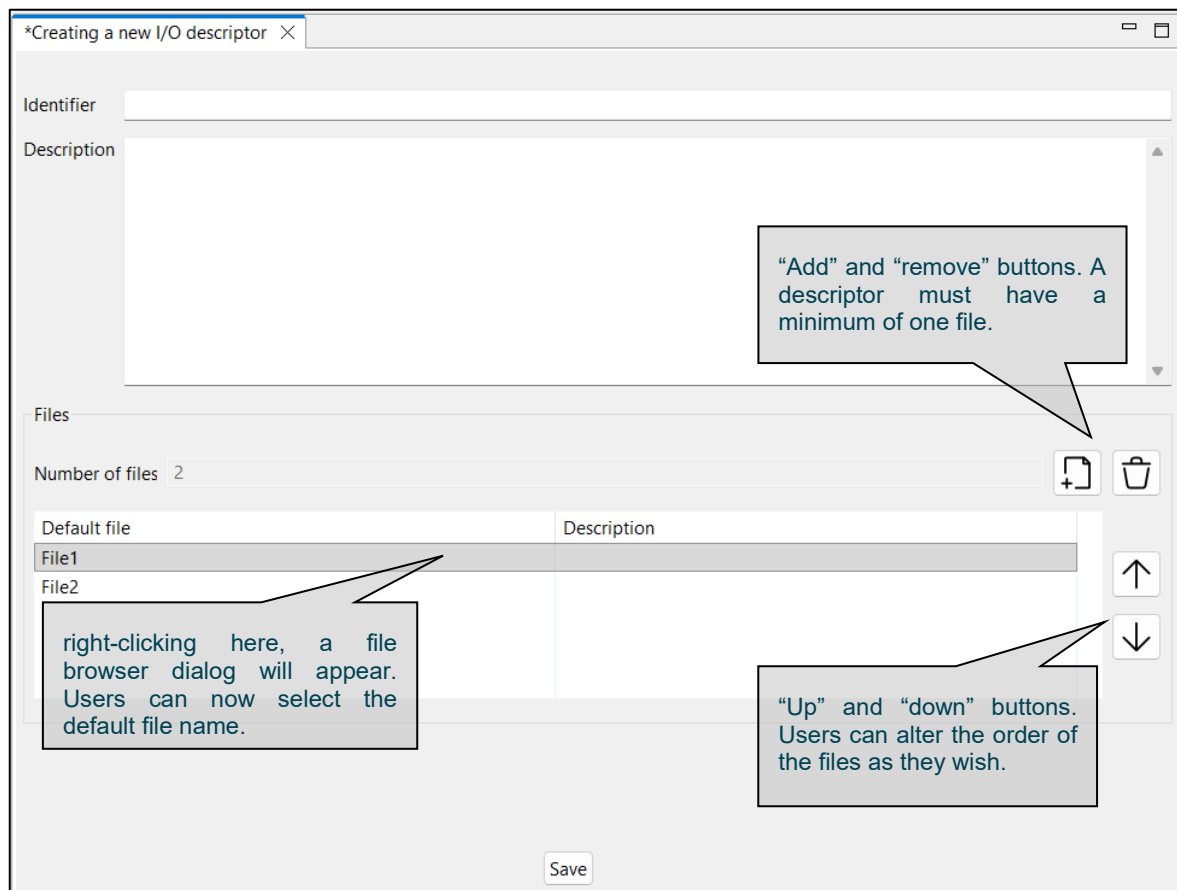 *Creating a new I/O descriptor
Identifier
Description
“Add” and “remove” buttons. A
descriptor must have a
minimum of one file.
Files
Number of files 2
Default file Description
File1
File2
right-clicking here, a file
browser dialog will appear.
Users can now select the
default file name.
“Up” and “down” buttons.
Users can alter the order of
the files as they wish.
Save